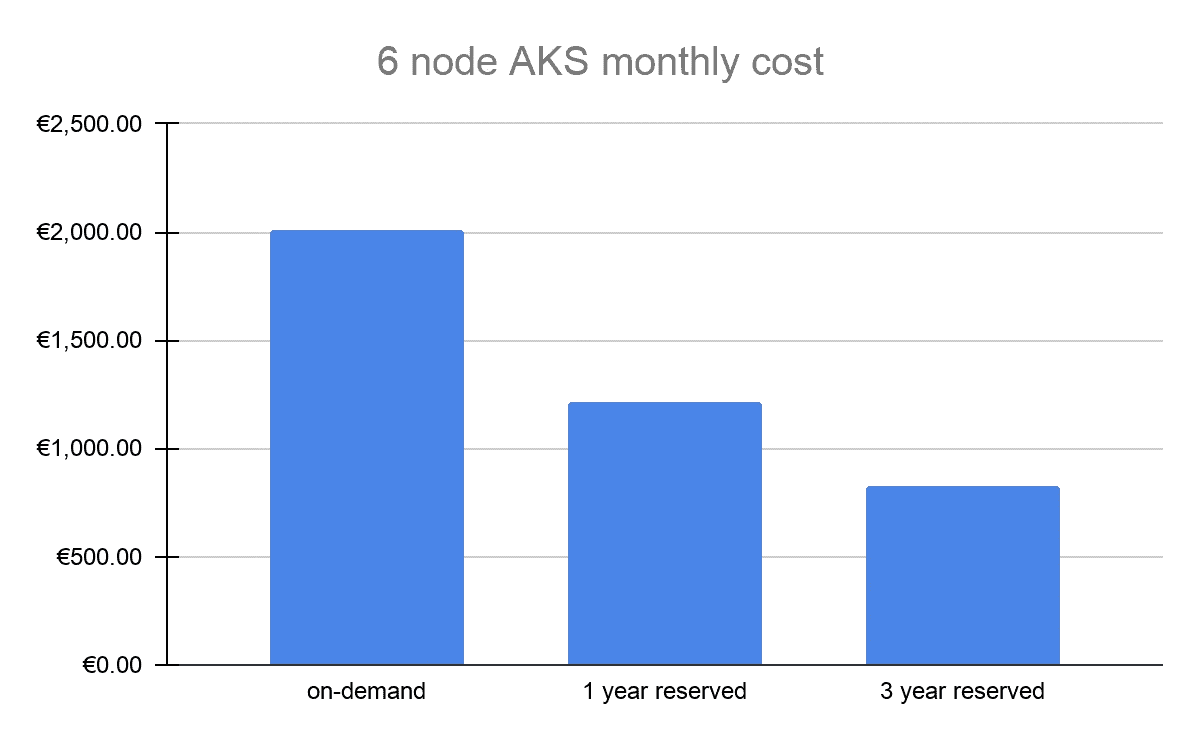 6 node AKS monthly cost
€2,500.00
€2,000.00
€1,500.00
€1,000.00
€500.00
€0.00
on-demand
1 year reserved
3 year reserved